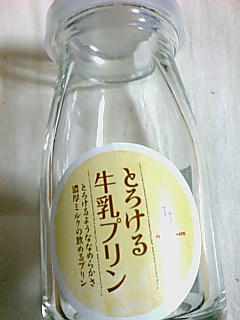 とろける
牛乳プリン
とろけるようななめらかさ
濃厚ミルクの飲めるプリン